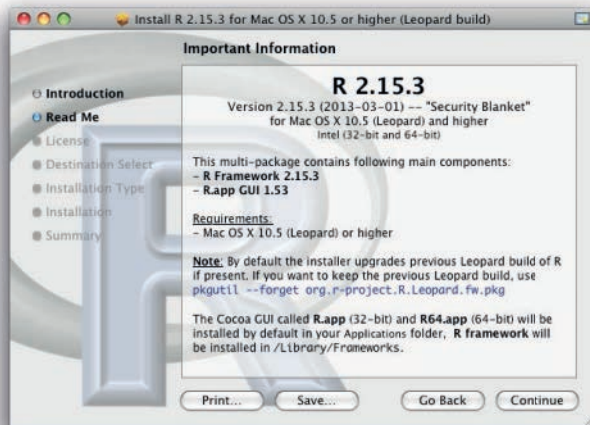 Install R 2.15.3 for Mac OS X 10.5 or higher (Leopard build)
Important Information
Introduction
Read Me
License
Destination Select
Installation Type
Installation
Summary
R 2.15.3
Version 2.15.3 (2013-03-01) -- "Security Blanket"
for Mac OS X 10.5 (Leopard) and higher
Intel (32-bit and 64-bit)
This multi-package contains following main components:
- R Framework 2.15.3
- R.app GUI 1.53
Requirements:
- Mac OS X 10.5 (Leopard) or higher
Note: By default the installer upgrades previous Leopard build of R
if present. If you want to keep the previous Leopard build, use
pkgutil --forget org.r-project.R.Leopard.fw.pkg
The Cocoa GUI called R.app (32-bit) and R64.app (64-bit) will be
installed by default in your Applications folder, R framework will
be installed in /Library/Frameworks.
Print...
Save...
Go Back
Continue